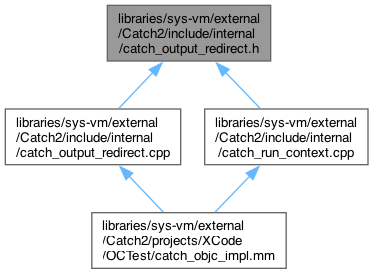 libraries/sys-vm/external
/Catch2/include/internal
/catch_output_redirect.h
libraries/sys-vm/external
/Catch2/include/internal
/catch_output_redirect.cpp
libraries/sys-vm/external
/Catch2/include/internal
/catch_run_context.cpp
libraries/sys-vm/external
/Catch2/projects/XCode
/OCTest/catch_objc_impl.mm